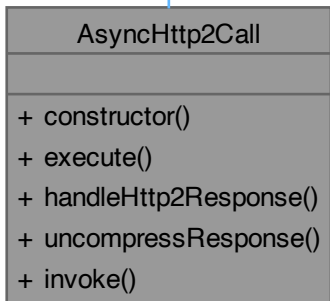 AsyncHttp2Call
+ constructor()
+ execute()
+ handleHttp2Response()
+ uncompressResponse()
+ invoke()